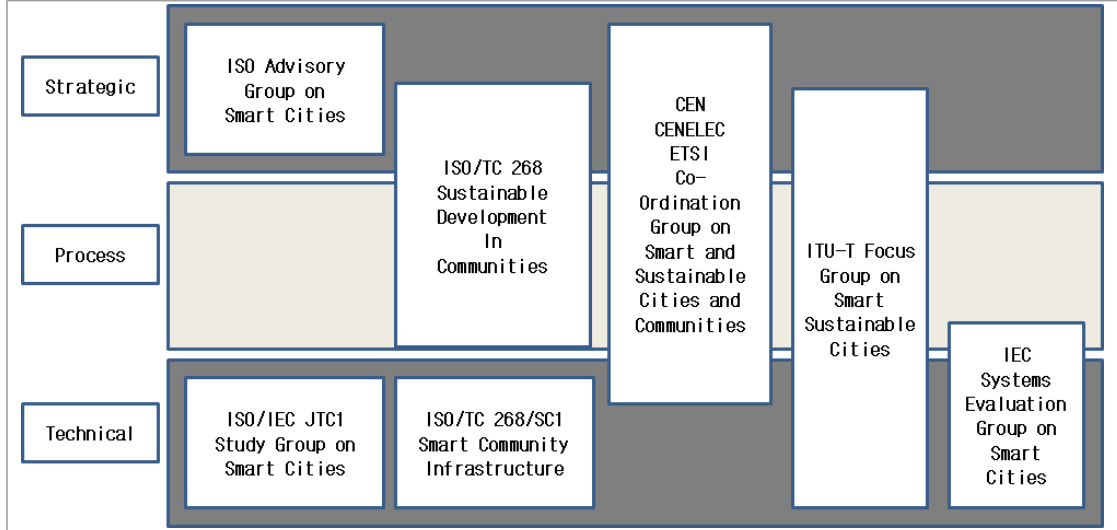 Strategic
ISO Advisory
Group on
Smart Cities
ISO/TC 268
Sustainable
Development
In
Communities
CEN
CENELEC
ETSI
Co-
Ordination
Group on
Smart and
Sustainable
Cities and
Communities
ITU-T Focus
Group on
Smart
Sustainable
Cities
Process
IEC
Systems
Evaluation
Group on
Smart
Cities
Technical
ISO/IEC JTC1
Study Group on
Smart Cities
ISO/TC 268/SC1
Smart Community
Infrastructure